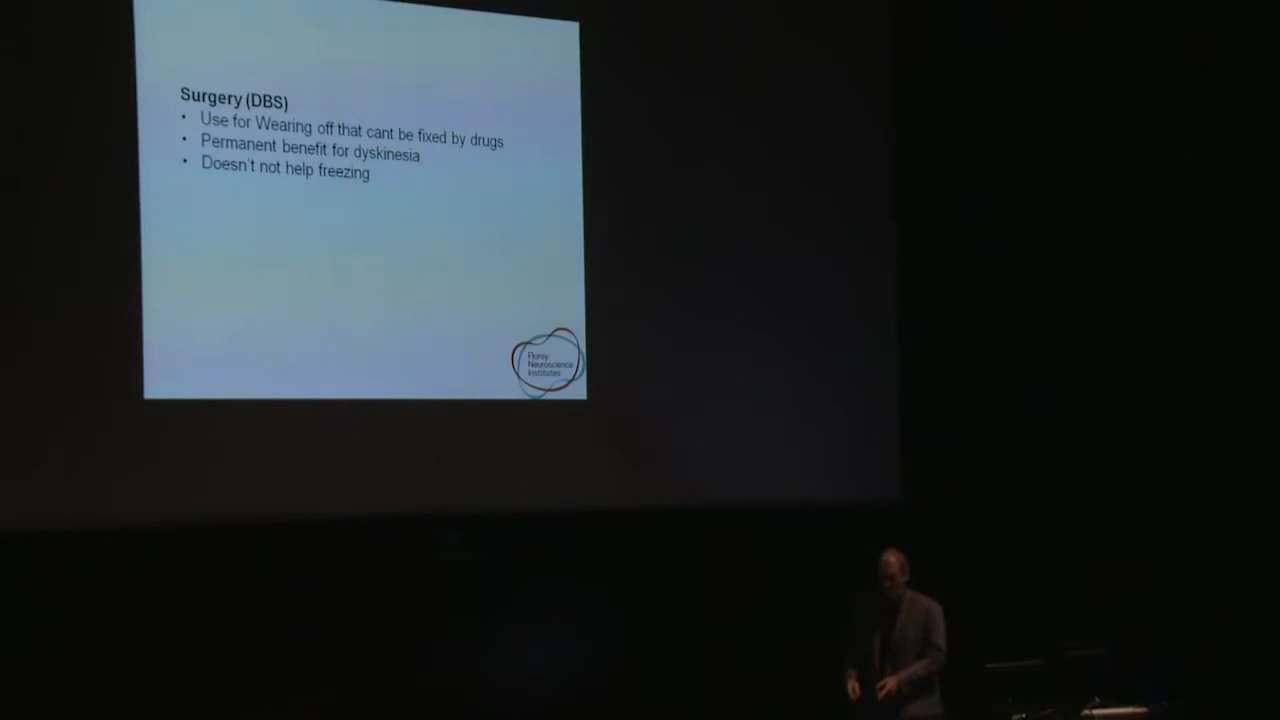 Surgery (DBS)
• Use for Wearing off that cant be fixed by drugs
• Permanent benefit for dyskinesia
• Doesn't not help freezing
Florey
Neuroscience
Institutes